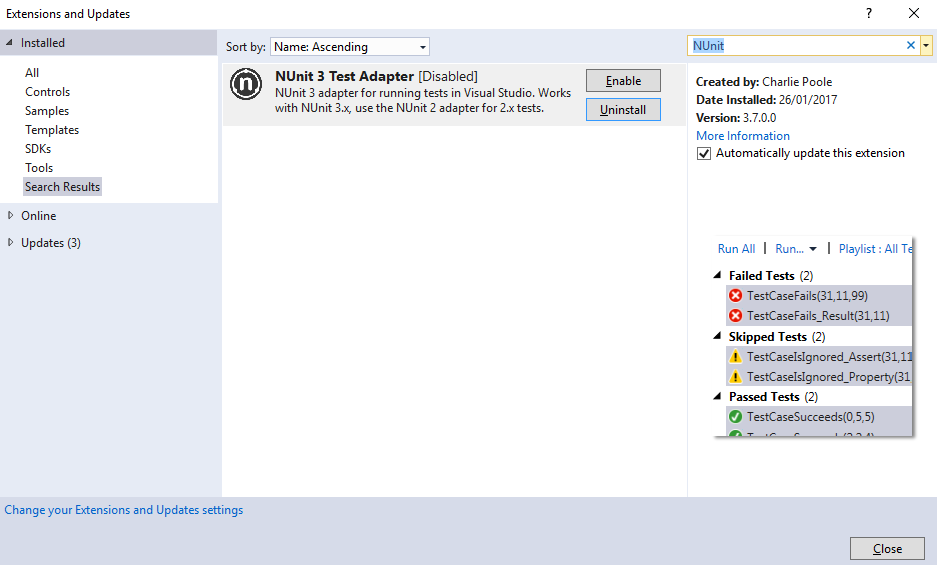 Extensions and Updates
?
Installed
All
Controls
Samples
Templates
SDKs
Tools
Search Results
Online
Updates (3)
Sort by: Name: Ascending
n
NUnit 3 Test Adapter [Disabled]
NUnit 3 adapter for running tests in Visual Studio. Works
with NUnit 3.x, use the NUnit 2 adapter for 2.x tests.
Enable
Uninstall
NUnit
Created by: Charlie Poole
Date Installed: 26/01/2017
Version: 3.7.0.0
More Information
Automatically update this extension
Run All | Run... | Playlist : All Te
Failed Tests (2)
TestCaseFails(31,11,99)
TestCaseFails_Result(31,11)
Skipped Tests (2)
TestCaseIsIgnored_Assert(31,11
TestCaseIsIgnored_Property(31
Passed Tests (2)
TestCaseSucceeds(0,5,5)
Change your Extensions and Updates settings
Close